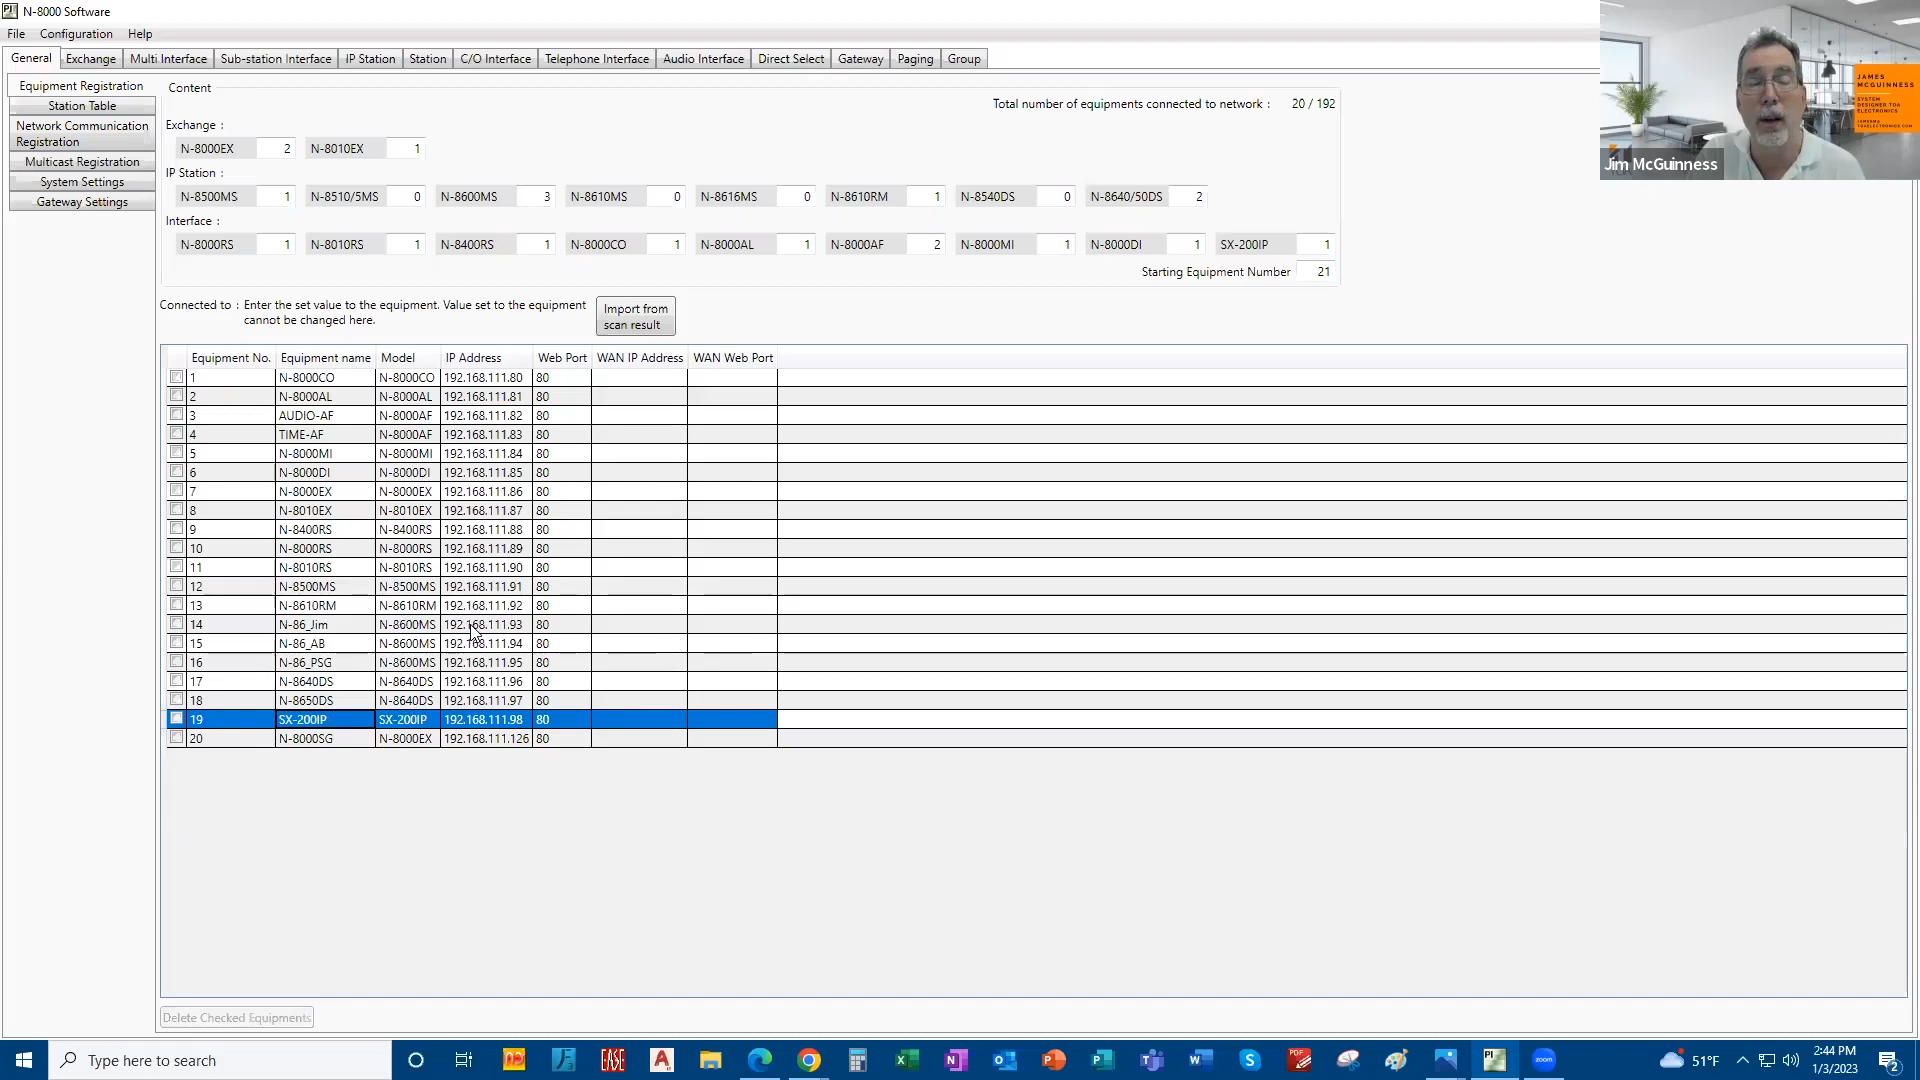 N-8000 Software
File Configuration Help
General Exchange Multi Interface Sub-station Interface IP Station Station C/O Interface Telephone Interface Audio Interface Direct Select Gateway Paging Group
Equipment Registration
Station Table
Network Communication
Registration
Multicast Registration
System Settings
Gateway Settings
Content
Total number of equipments connected to network : 20 / 192
Exchange :
N-8000EX 2 N-8010EX 1
IP Station :
N-8500MS 1 N-8510/5MS 0 N-8600MS 3 N-8610MS 0 N-8616MS 0 N-8610RM 1 N-8540DS 0 N-8640/50DS 2
Interface :
N-8000RS 1 N-8010RS 1 N-8400RS 1 N-8000CO 1 N-8000AL 1 N-8000AF 2 N-8000MI 1 N-8000DI 1 SX-200IP 1
Starting Equipment Number 21
Connected to : Enter the set value to the equipment. Value set to the equipment
cannot be changed here.
Import from
scan result
Equipment No. Equipment name Model IP Address Web Port WAN IP Address WAN Web Port
1 N-8000CO N-8000CO 192.168.111.80 80
2 N-8000AL N-8000AL 192.168.111.81 80
3 AUDIO-AF N-8000AF 192.168.111.82 80
4 TIME-AF N-8000AF 192.168.111.83 80
5 N-8000MI N-8000MI 192.168.111.84 80
6 N-8000DI N-8000DI 192.168.111.85 80
7 N-8000EX N-8000EX 192.168.111.86 80
8 N-8010EX N-8010EX 192.168.111.87 80
9 N-8400RS N-8400RS 192.168.111.88 80
10 N-8000RS N-8000RS 192.168.111.89 80
11 N-8010RS N-8010RS 192.168.111.90 80
12 N-8500MS N-8500MS 192.168.111.91 80
13 N-8610RM N-8610RM 192.168.111.92 80
14 N-86_Jim N-8600MS 192.168.111.93 80
15 N-86_AB N-8600MS 192.168.111.94 80
16 N-86_PSG N-8600MS 192.168.111.95 80
17 N-8640DS N-8640DS 192.168.111.96 80
18 N-8650DS N-8640DS 192.168.111.97 80
19 SX-200IP SX-200IP 192.168.111.98 80
20 N-8000SG N-8000EX 192.168.111.126 80
Delete Checked Equipments
JAMES
MCGUINNESS
SYSTEM
DESIGNER TOA
ELECTRONICS
Jim McGuinness
Type here to search
51°F
2:44 PM
1/3/2023
2